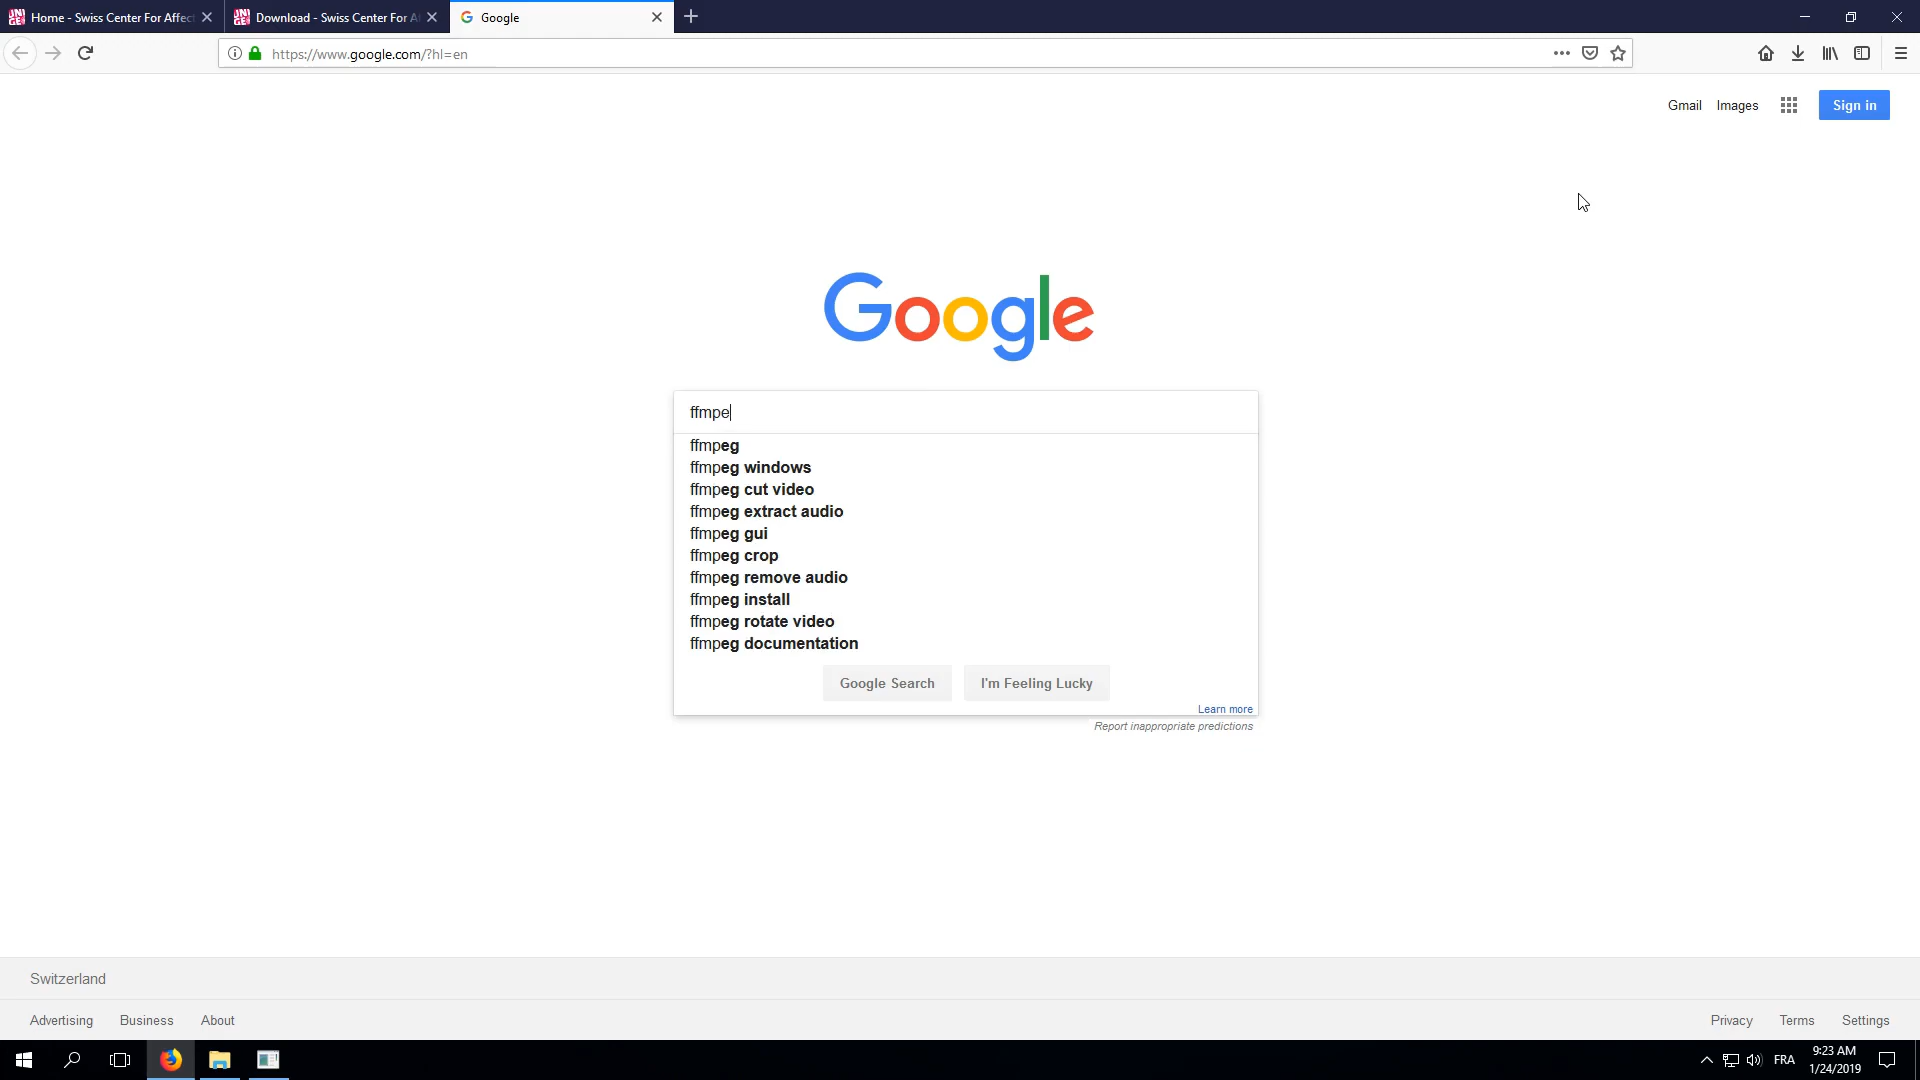 Home - Swiss Center For Affect
Download - Swiss Center For Af
Google
https://www.google.com/?hl=en
Gmail
Images
Sign in
Google
ffmpe
ffmpeg
ffmpeg windows
ffmpeg cut video
ffmpeg extract audio
ffmpeg gui
ffmpeg crop
ffmpeg remove audio
ffmpeg install
ffmpeg rotate video
ffmpeg documentation
Google Search
I'm Feeling Lucky
Learn more
Report inappropriate predictions
Switzerland
Advertising
Business
About
Privacy
Terms
Settings
FRA
9:23 AM
1/24/2019